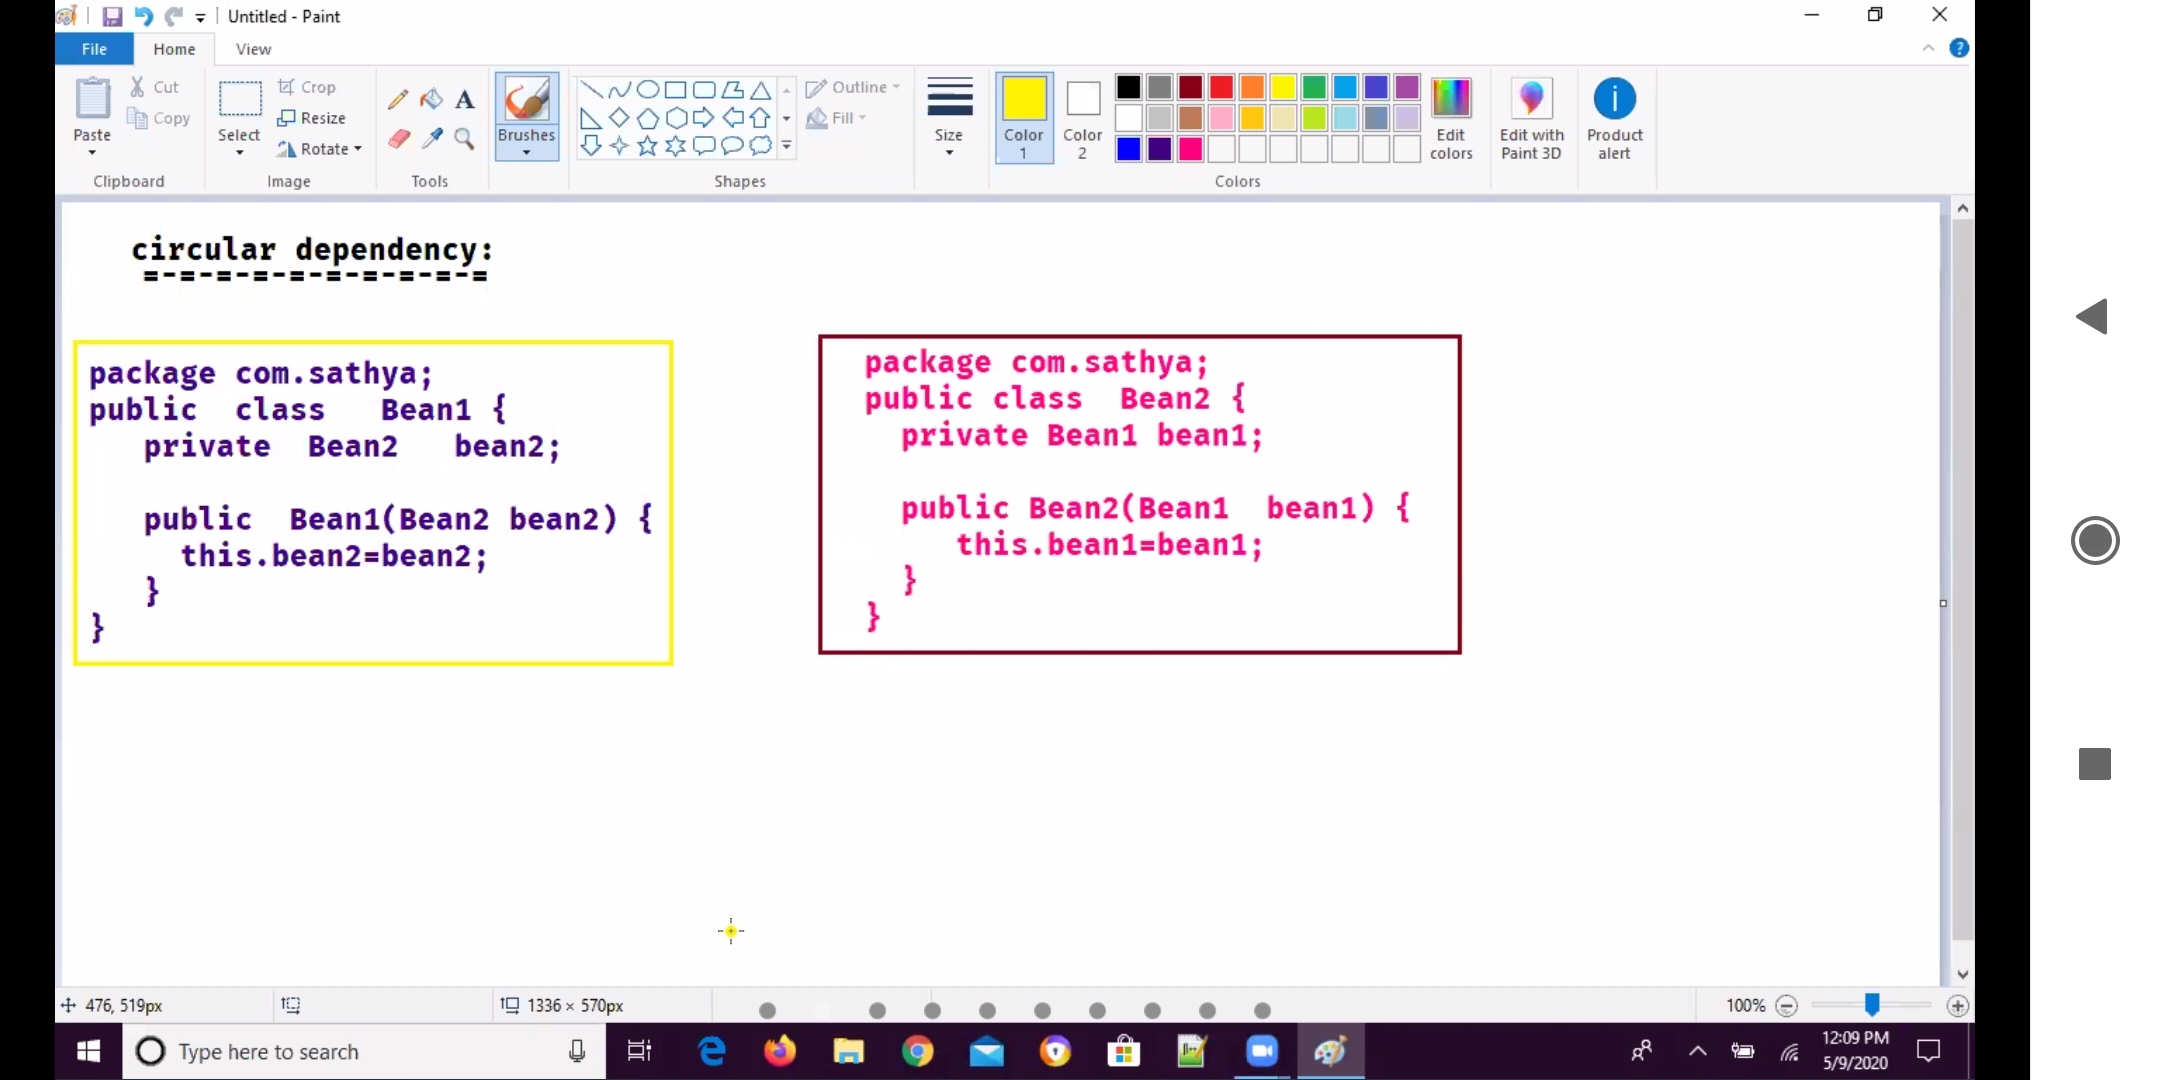 Untitled - Paint
File Home View
Paste
Cut
Copy
Clipboard
Select
Crop
Resize
Rotate
Image
A
Tools
Brushes
Shapes
Outline
Fill
Size
Color 1
Color 2
Colors
Edit colors
Edit with Paint 3D
Product alert
circular dependency:
=-=-=-=-=-=-=-=-=-=
package com.sathya;
public class Bean1 {
private Bean2 bean2;
public Bean1(Bean2 bean2) {
this.bean2=bean2;
}
}
package com.sathya;
public class Bean2 {
private Bean1 bean1;
public Bean2(Bean1 bean1) {
this.bean1=bean1;
}
}
476, 519px
1336 × 570px
100%
Type here to search
12:09 PM
5/9/2020